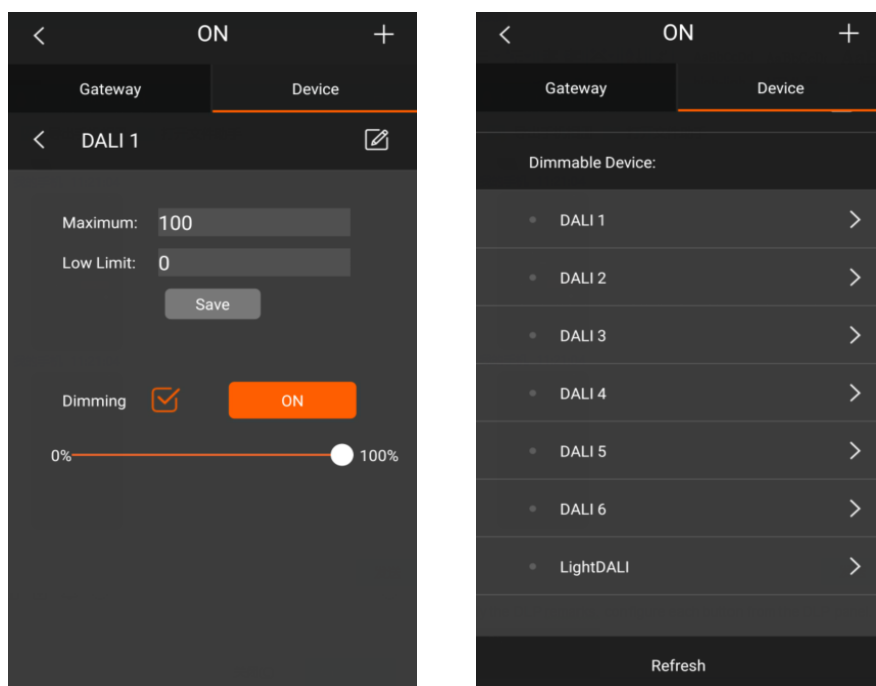 ON
Gateway Device
DALI 1
Maximum: 100
Low Limit: 0
Save
Dimming ON
0% 100%
ON
Gateway Device
Dimmable Device:
DALI 1
DALI 2
DALI 3
DALI 4
DALI 5
DALI 6
LightDALI
Refresh